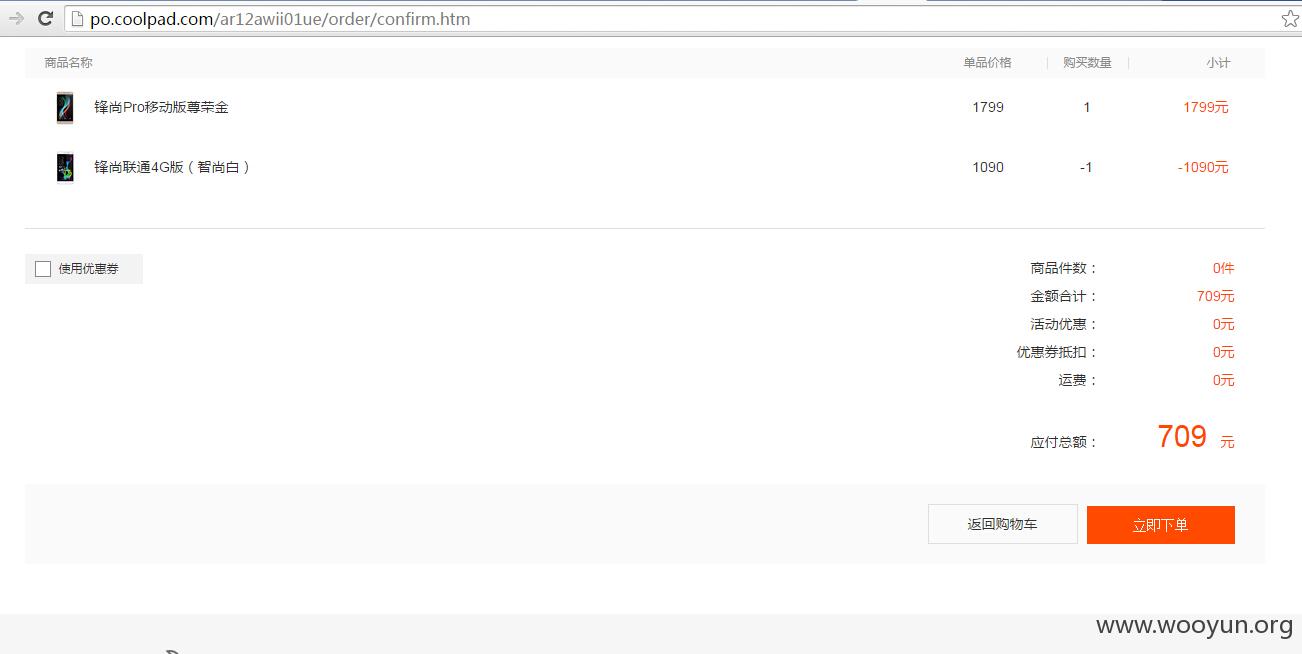 po.coolpad.com/ar12awii01ue/order/confirm.htm
商品名称 单品价格 购买数量 小计
锋尚Pro移动版尊荣金 1799 1 1799元
锋尚联通4G版（智尚白） 1090 -1 -1090元
使用优惠券
商品件数： 0件
金额合计： 709元
活动优惠： 0元
优惠券抵扣： 0元
运费： 0元
应付总额： 709 元
返回购物车 立即下单
www.wooyun.org